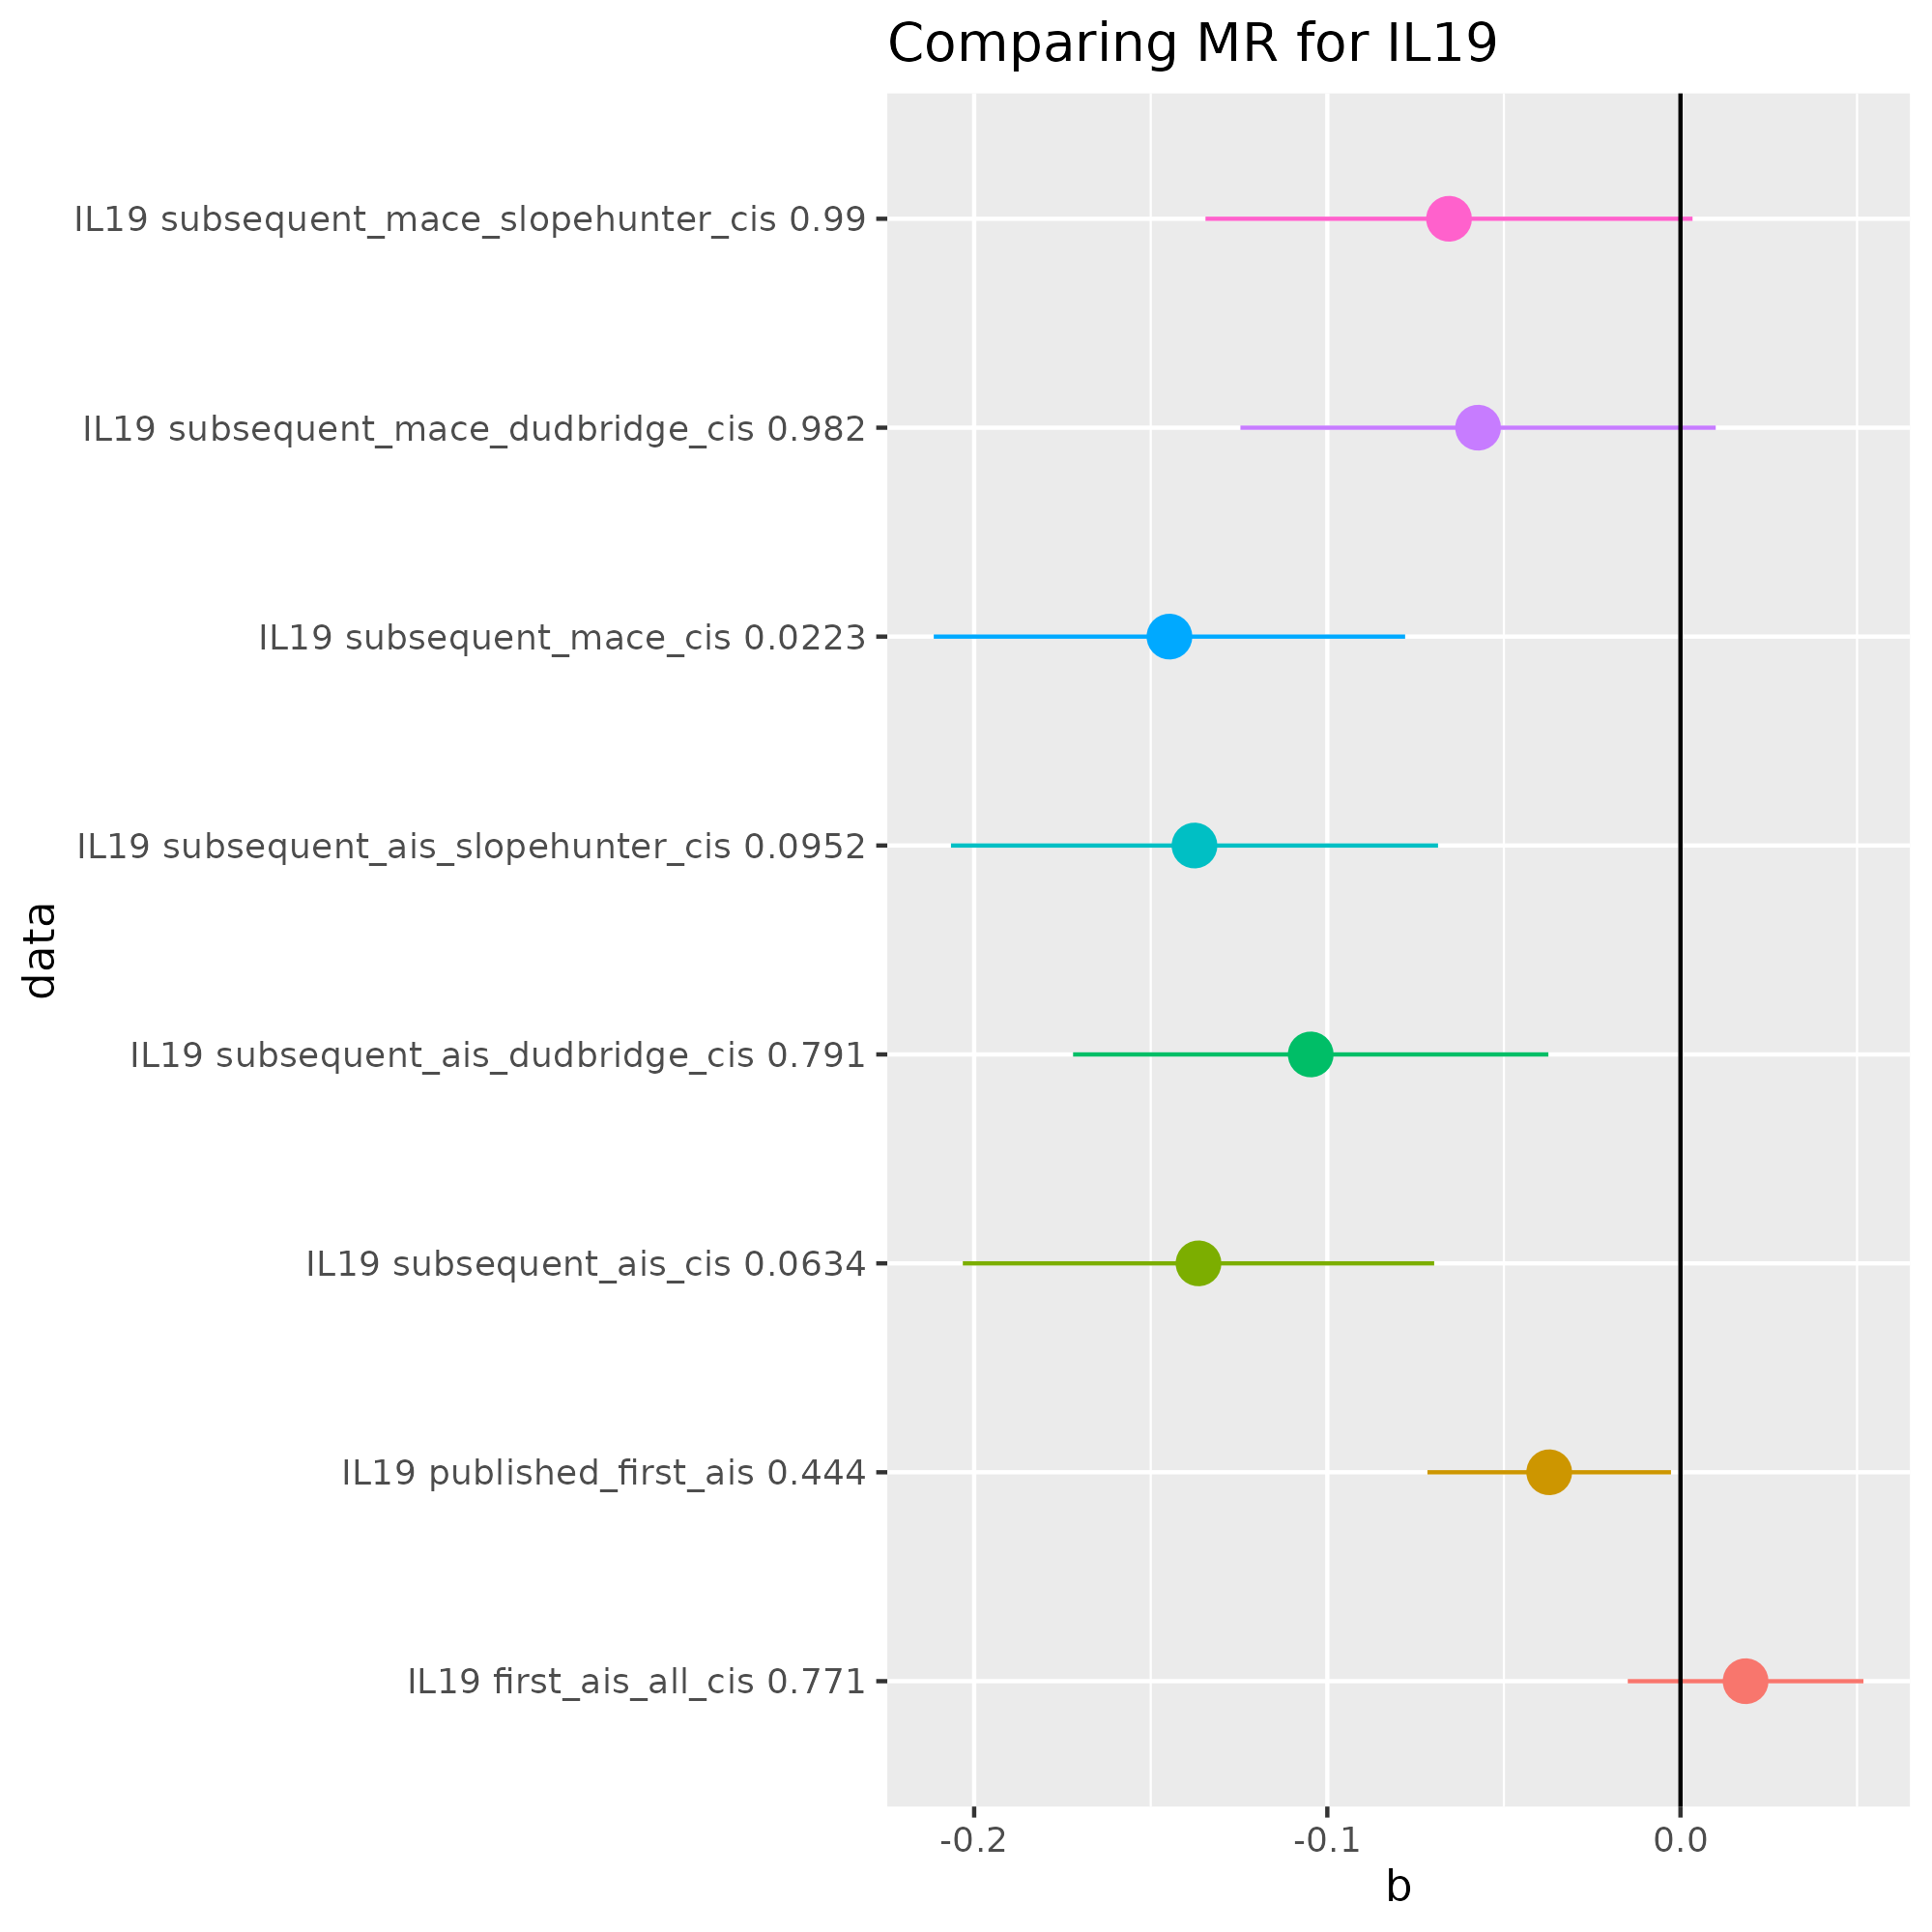 Comparing MR for IL19
IL19 subsequent_mace_slopehunter_cis 0.99
IL19 subsequent_mace_dudbridge_cis 0.982
IL19 subsequent_mace_cis 0.0223
IL19 subsequent_ais_slopehunter_cis 0.0952
IL19 subsequent_ais_dudbridge_cis 0.791
IL19 subsequent_ais_cis 0.0634
IL19 published_first_ais 0.444
IL19 first_ais_all_cis 0.771
data
-0.2 -0.1 0.0
b